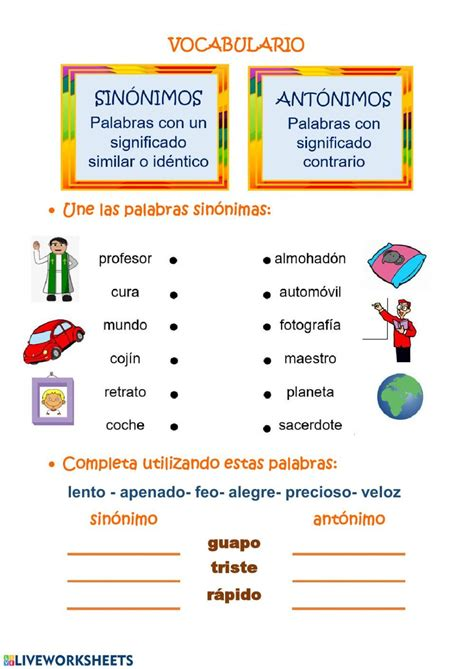 VOCABULARIO
SINÓNIMOS
Palabras con un
significado
similar o idéntico
ANTÓNIMOS
Palabras con
significado
contrario
• Une las palabras sinónimas:
profesor • • almohadón
cura • • automóvil
mundo • • fotografía
cojín • • maestro
retrato • • planeta
coche • • sacerdote
• Completa utilizando estas palabras:
lento - apenado- feo- alegre- precioso- veloz
sinónimo antónimo
guapo
triste
rápido
LIVEWORKSHEETS